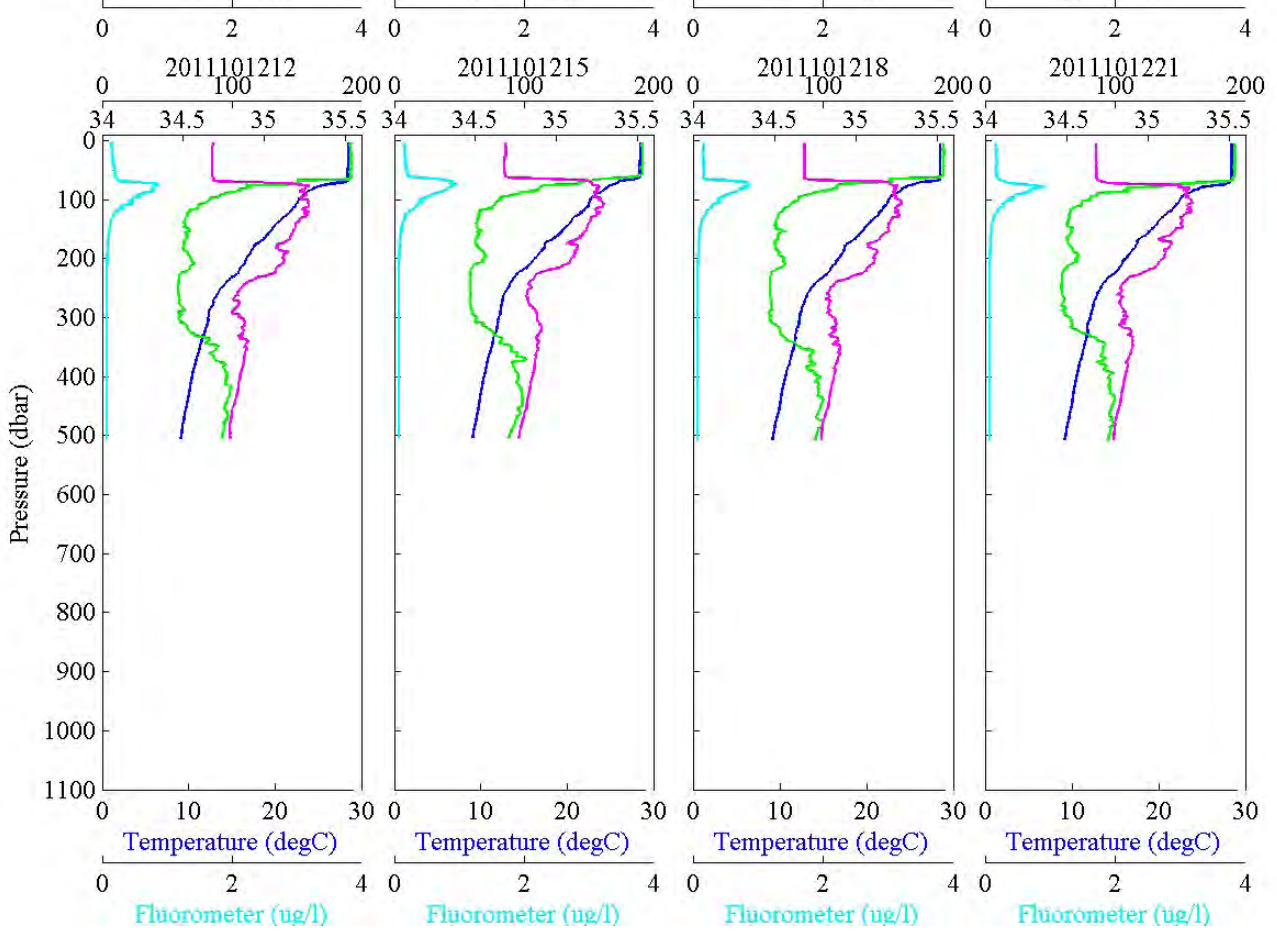 0 2 4 0 2 4 0 2 4 0 2 4
2011101212 2011101215 2011101218 2011101221
0 100 200 0 100 200 0 100 200 0 100 200
34 34.5 35 35.5 34 34.5 35 35.5 34 34.5 35 35.5 34 34.5 35 35.5
0
100
200
300
400
500
600
700
800
900
1000
1100
Pressure (dbar)
0 10 20 30 0 10 20 30 0 10 20 30 0 10 20 30
Temperature (degC) Temperature (degC) Temperature (degC) Temperature (degC)
0 2 4 0 2 4 0 2 4 0 2 4
Fluorometer (ug/l) Fluorometer (ug/l) Fluorometer (ug/l) Fluorometer (ug/l)